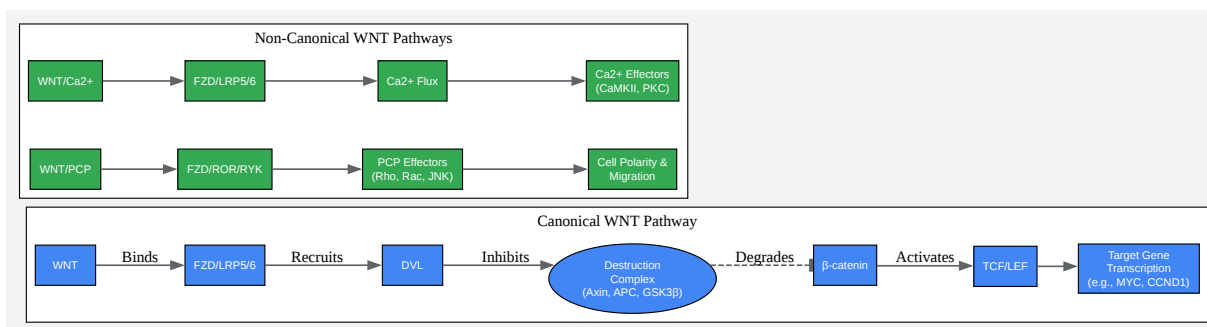 Non-Canonical WNT Pathways
WNT/Ca2+
FZD/LRP5/6
Ca2+ Flux
Ca2+ Effectors
(CaMKII, PKC)
WNT/PCP
FZD/ROR/RYK
PCP Effectors
(Rho, Rac, JNK)
Cell Polarity &
Migration
Canonical WNT Pathway
WNT
Binds
FZD/LRP5/6
Recruits
DVL
Inhibits
Destruction
Complex
(Axin, APC, GSK3β)
Degrades
β-catenin
Activates
TCF/LEF
Target Gene
Transcription
(e.g., MYC, CCND1)